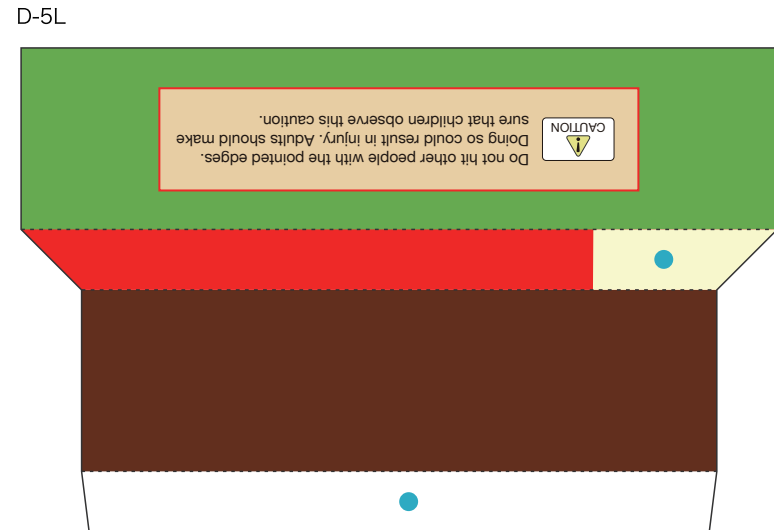 D-5L
CAUTION
Do not hit other people with the pointed edges.
Doing so could result in injury. Adults should make
sure that children observe this caution.